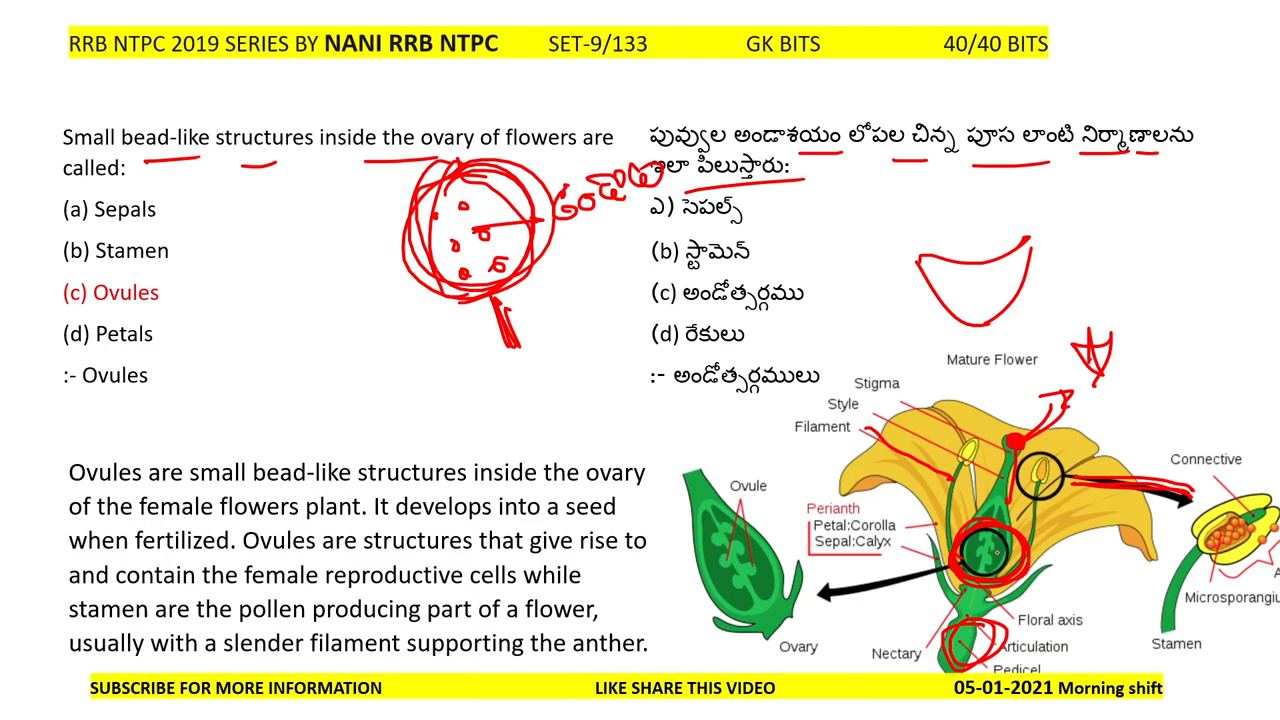 RRB NTPC 2019 SERIES BY NANI RRB NTPC SET-9/133 GK BITS 40/40 BITS
Small bead-like structures inside the ovary of flowers are
called:
(a) Sepals
(b) Stamen
(c) Ovules
(d) Petals
:- Ovules
పువ్వుల అండాశయం లోపల చిన్న పూస లాంటి నిర్మాణాలను
ఇలా పిలుస్తారు:
ఎ) సెపల్స్
(b) స్టామెన్
(c) అండోత్సర్గము
(d) రేకులు
:- అండోత్సర్గములు
Ovules are small bead-like structures inside the ovary
of the female flowers plant. It develops into a seed
when fertilized. Ovules are structures that give rise to
and contain the female reproductive cells while
stamen are the pollen producing part of a flower,
usually with a slender filament supporting the anther.
Mature Flower
Stigma
Style
Filament
Connective
Ovule
Perianth
Petal:Corolla
Sepal:Calyx
Microsporangiu
Floral axis
Articulation
Stamen
Ovary
Nectary
Pedicel
SUBSCRIBE FOR MORE INFORMATION LIKE SHARE THIS VIDEO 05-01-2021 Morning shift